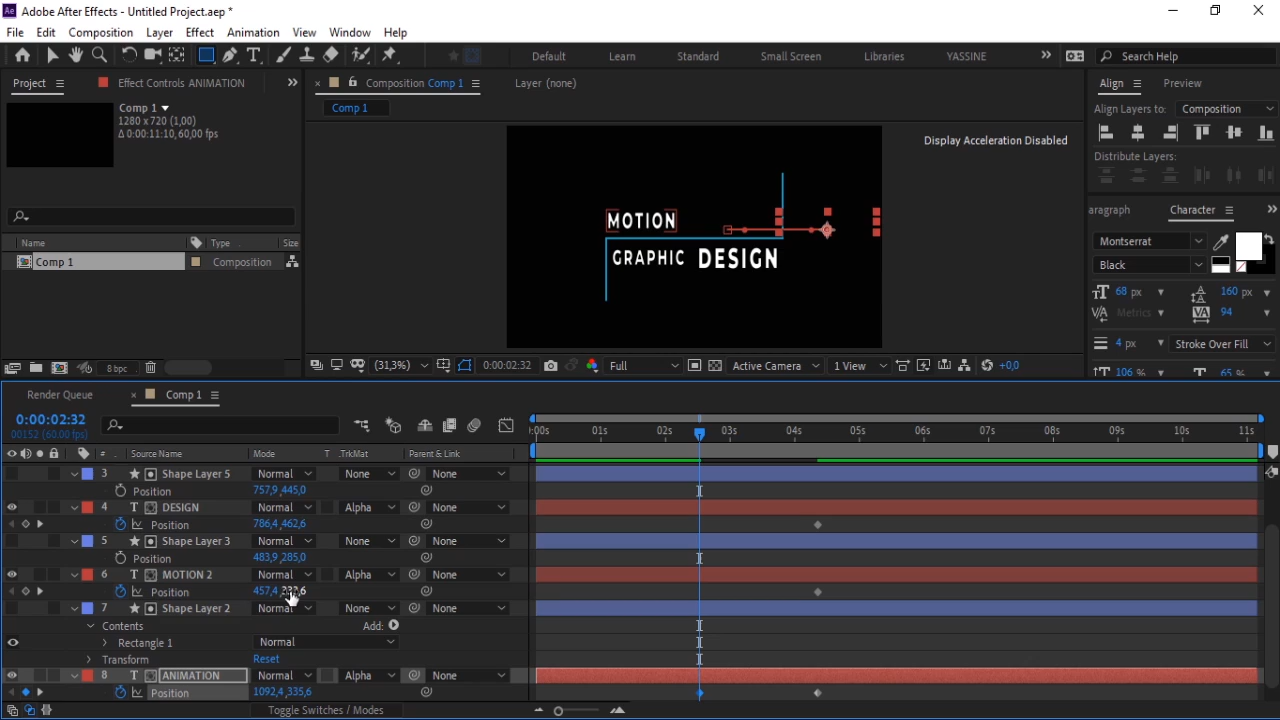 Ae Adobe After Effects - Untitled Project.aep *
File Edit Composition Layer Effect Animation View Window Help
Default Learn Standard Small Screen Libraries YASSINE Search Help
Project Effect Controls ANIMATION Composition Comp 1 Layer (none) Align Preview
Comp 1
1280 x 720 (1,00)
Δ 0:00:11:10, 60,00 fps
Comp 1
Align Layers to: Composition
Display Acceleration Disabled
Distribute Layers:
MOTION
GRAPHIC DESIGN
aragraph Character
Montserrat
Black
Name Type Size
Comp 1 Composition
68 px 160 px
Metrics 94
4 px Stroke Over Fill
106 % 65 %
8 bpc (31,3%) 0:00:02:32 Full Active Camera 1 View +0,0
Render Queue Comp 1
0:00:02:32
00152 (60.00 fps)
:00s 01s 02s 03s 04s 05s 06s 07s 08s 09s 10s 11s
# Source Name Mode T .TrkMat Parent & Link
3 Shape Layer 5 Normal None None
Position 757,9 ,445,0
4 T DESIGN Normal Alpha None
Position 786,4 ,462,6
5 Shape Layer 3 Normal None None
Position 483,9 ,285,0
6 T MOTION 2 Normal Alpha None
Position 457,4
7 Shape Layer 2 Normal None None
Contents Add:
Rectangle 1 Normal
Transform Reset
8 T ANIMATION Normal Alpha None
Position 1092,4 ,335,6
Toggle Switches / Modes